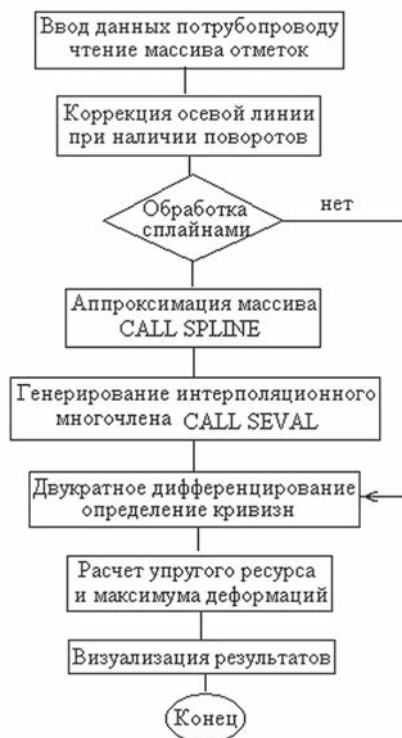 Ввод данных потрубопроводу
чтение массива отметок
Коррекция осевой линии
при наличии поворотов
Обработка
сплайнами
нет
Аппроксимация массива
CALL SPLINE
Генерирование интерполяционного
многочлена CALL SEVAL
Двукратное дифференцирование
определение кривизн
Расчет упругого ресурса
и максимума деформаций
Визуализация результатов
Конец